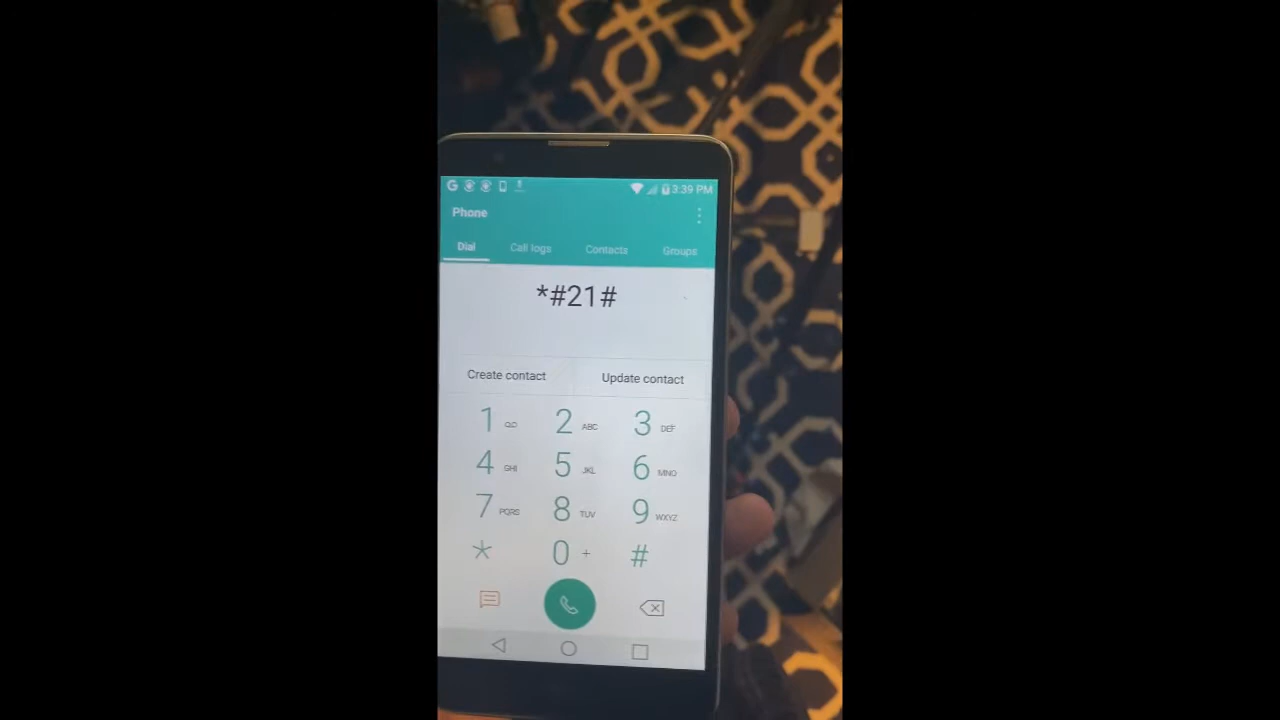 G 3:39 PM
Phone
Dial Call logs Contacts Groups
*#21#
Create contact Update contact
1 2 ABC 3 DEF
4 GHI 5 JKL 6 MNO
7 PQRS 8 TUV 9 WXYZ
* 0 + #